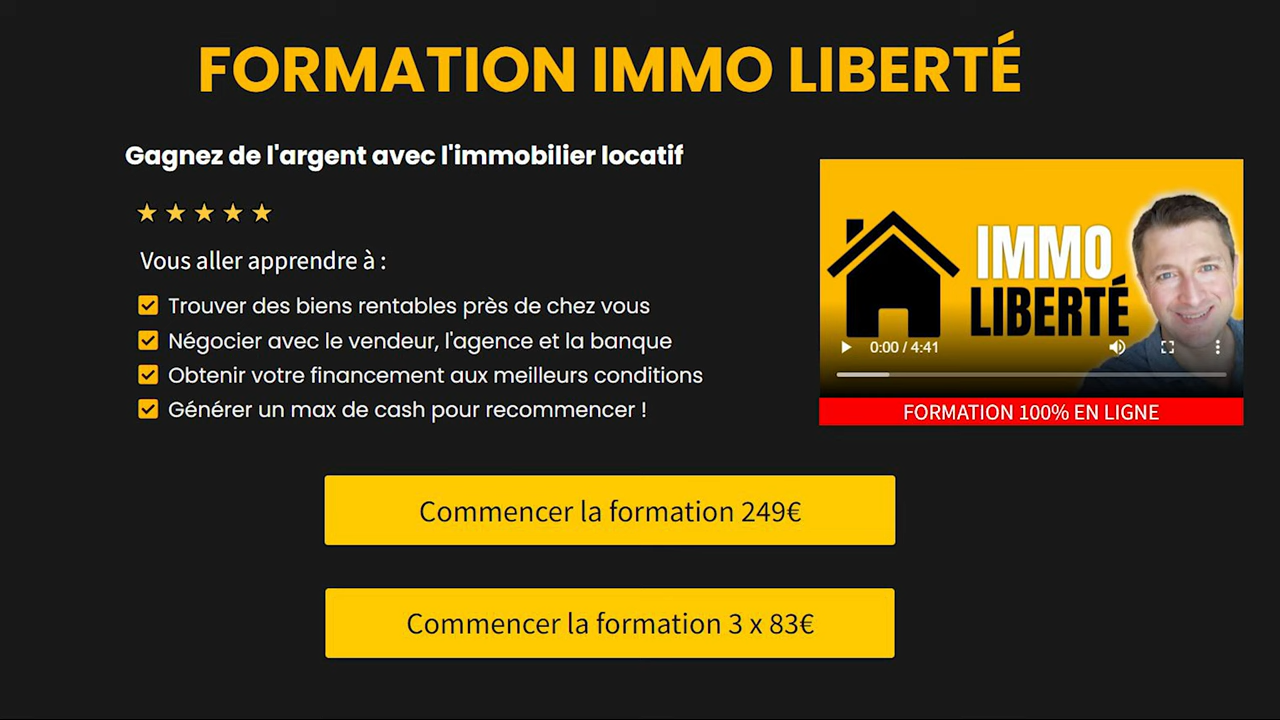 FORMATION IMMO LIBERTÉ
Gagnez de l'argent avec l'immobilier locatif
Vous aller apprendre à :
Trouver des biens rentables près de chez vous
Négocier avec le vendeur, l'agence et la banque
Obtenir votre financement aux meilleurs conditions
Générer un max de cash pour recommencer !
IMMO
LIBERTÉ
0:00 / 4:41
FORMATION 100% EN LIGNE
Commencer la formation 249€
Commencer la formation 3 x 83€